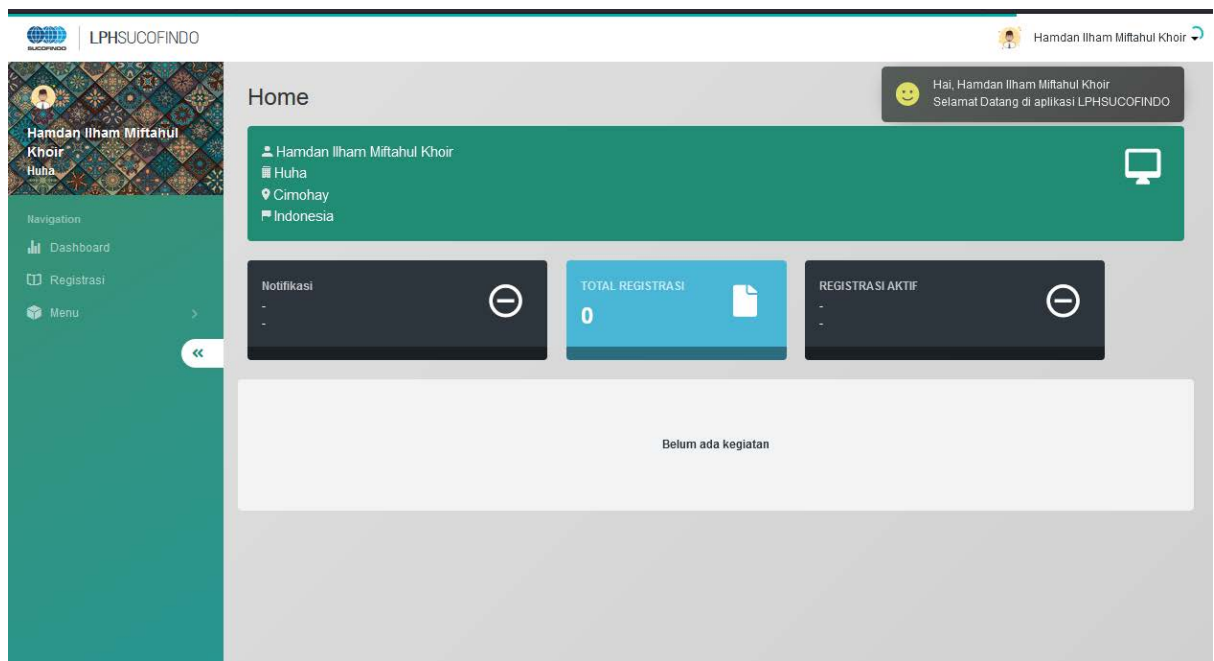 SUCOFINDO
LPHSUCOFINDO
Hamdan Ilham Miftahul Khoir
Hamdan Ilham Miftahul
Khoir
Huha
Navigation
Dashboard
Registrasi
Menu
Home
Hai, Hamdan Ilham Miftahul Khoir
Selamat Datang di aplikasi LPHSUCOFINDO
Hamdan Ilham Miftahul Khoir
Huha
Cimohay
Indonesia
Notifikasi
-
-
TOTAL REGISTRASI
0
REGISTRASI AKTIF
-
-
Belum ada kegiatan